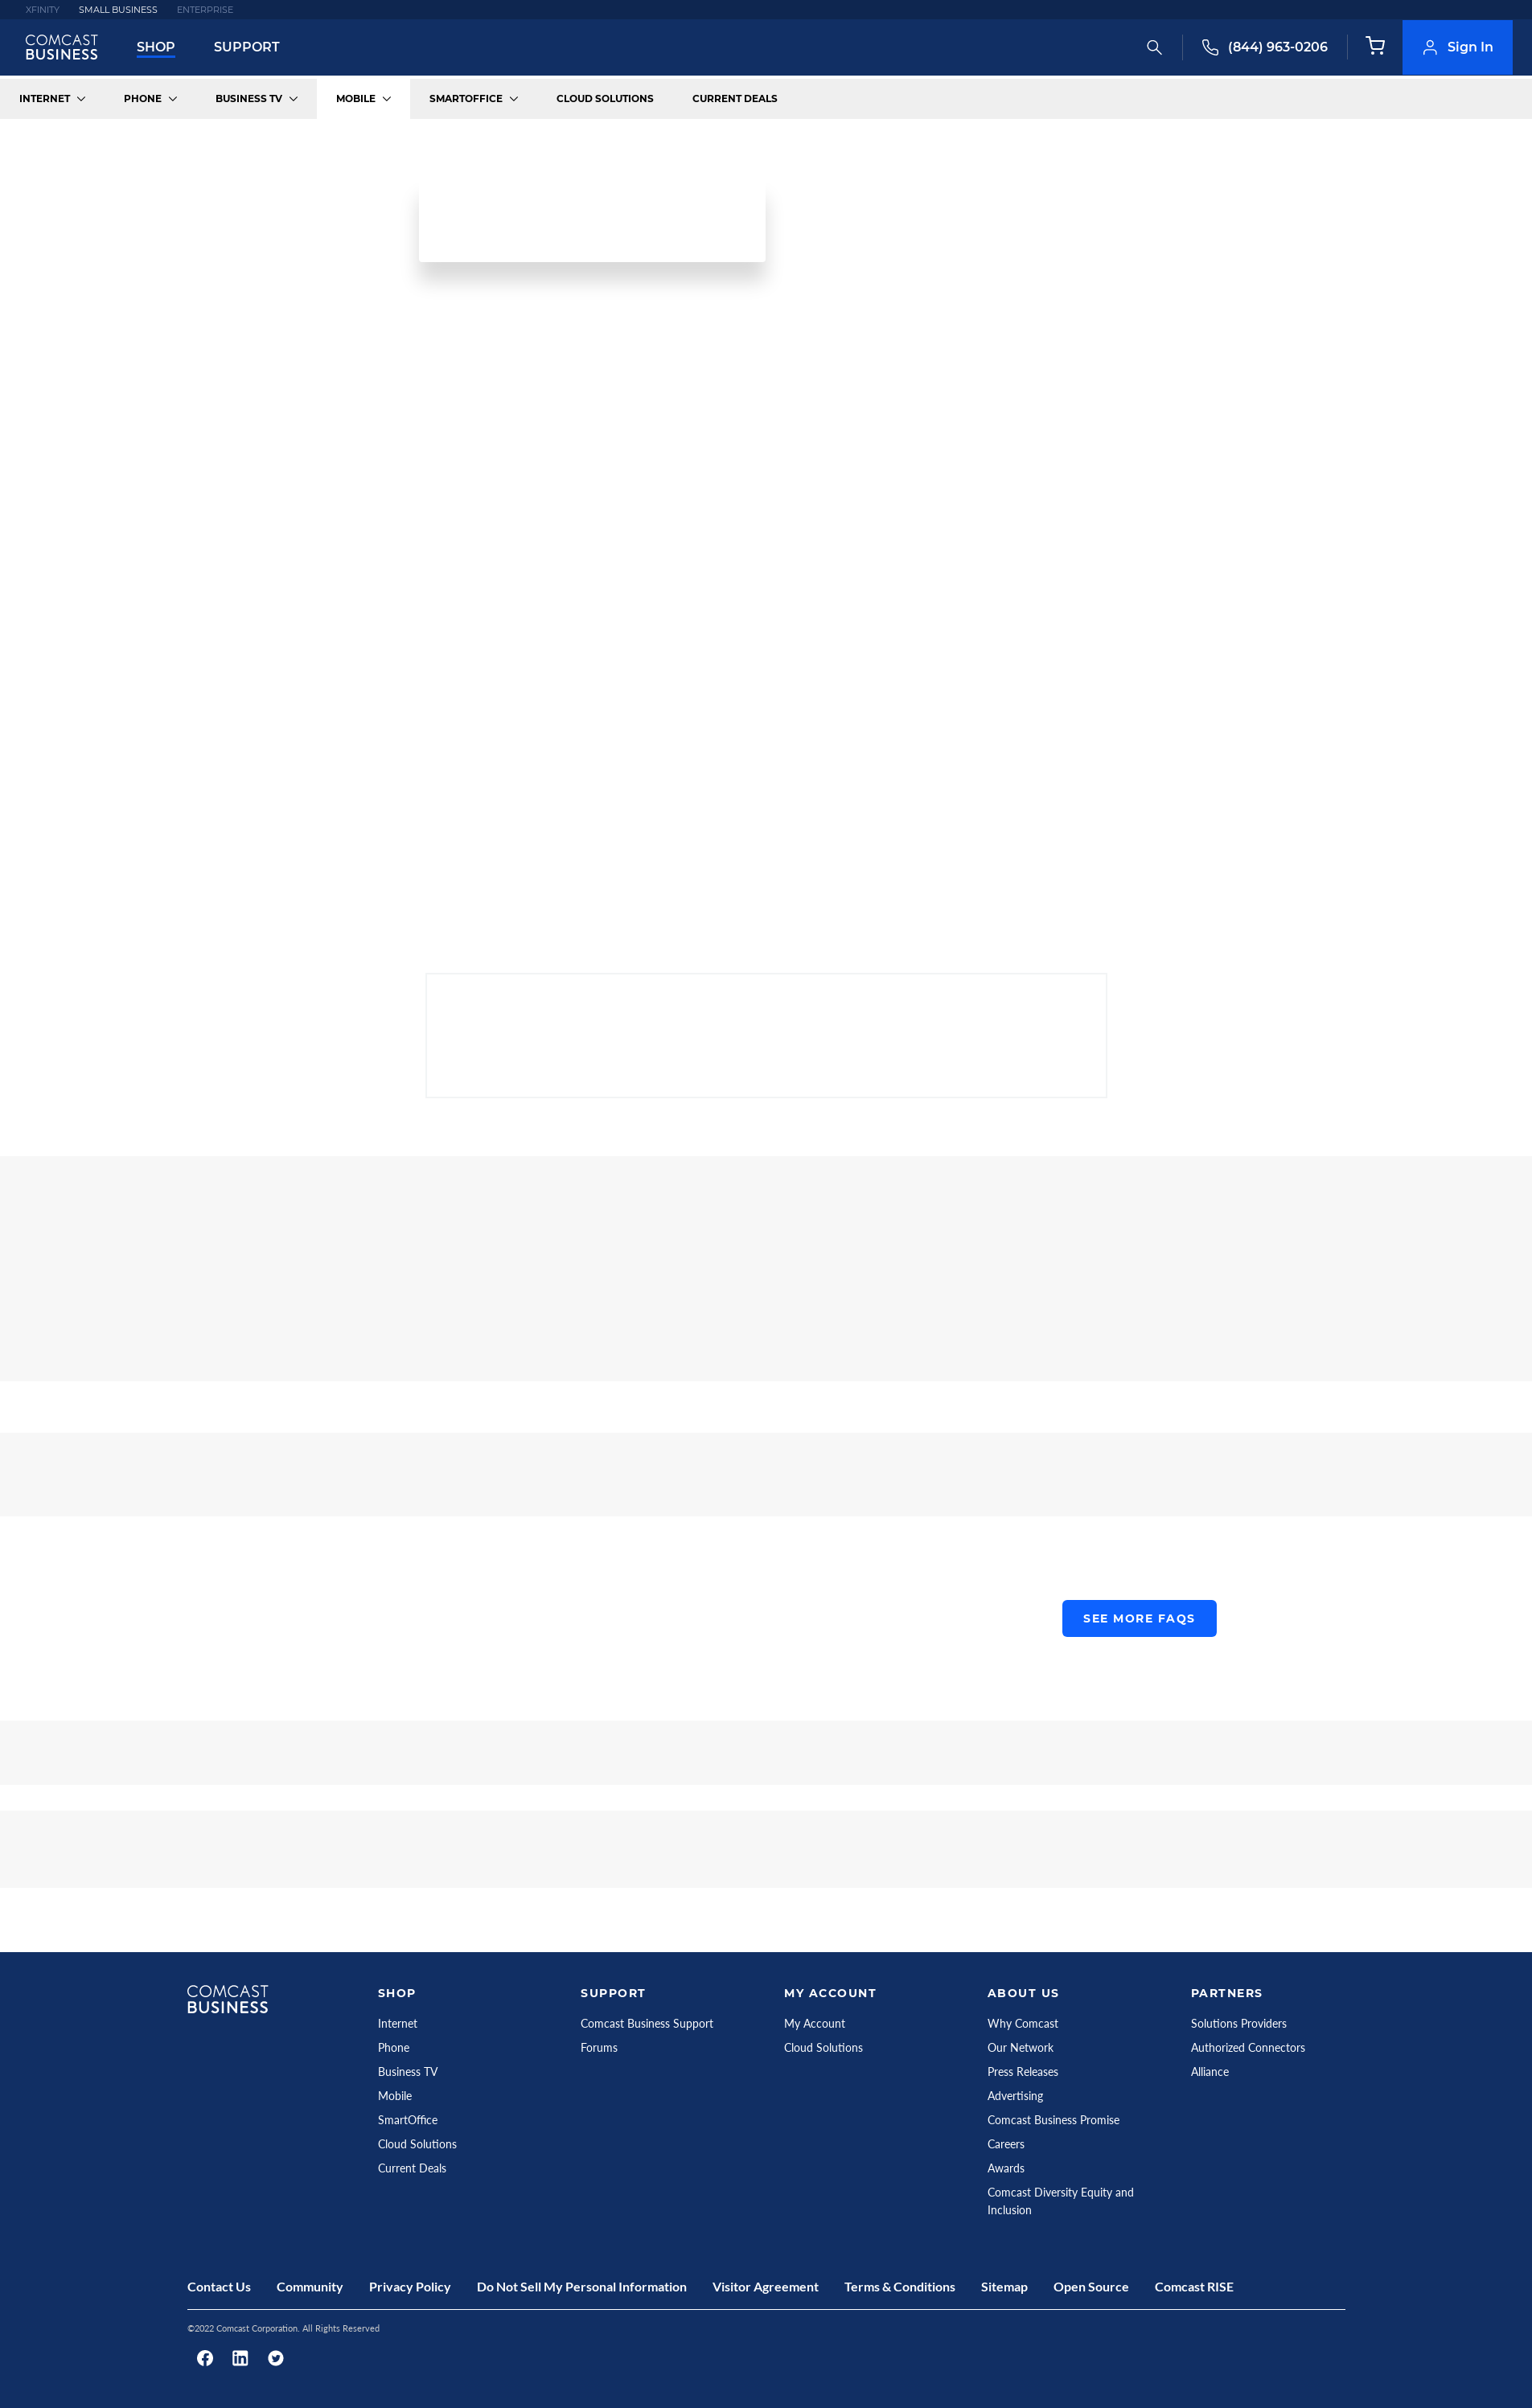 XFINITY SMALL BUSINESS ENTERPRISE
COMCAST
BUSINESS
SHOP SUPPORT (844) 963-0206 Sign In
INTERNET PHONE BUSINESS TV MOBILE SMARTOFFICE CLOUD SOLUTIONS CURRENT DEALS
SEE MORE FAQS
COMCAST
BUSINESS
SHOP
Internet
Phone
Business TV
Mobile
SmartOffice
Cloud Solutions
Current Deals
SUPPORT
Comcast Business Support
Forums
MY ACCOUNT
My Account
Cloud Solutions
ABOUT US
Why Comcast
Our Network
Press Releases
Advertising
Comcast Business Promise
Careers
Awards
Comcast Diversity Equity and
Inclusion
PARTNERS
Solutions Providers
Authorized Connectors
Alliance
Contact Us Community Privacy Policy Do Not Sell My Personal Information Visitor Agreement Terms & Conditions Sitemap Open Source Comcast RISE
©2022 Comcast Corporation. All Rights Reserved